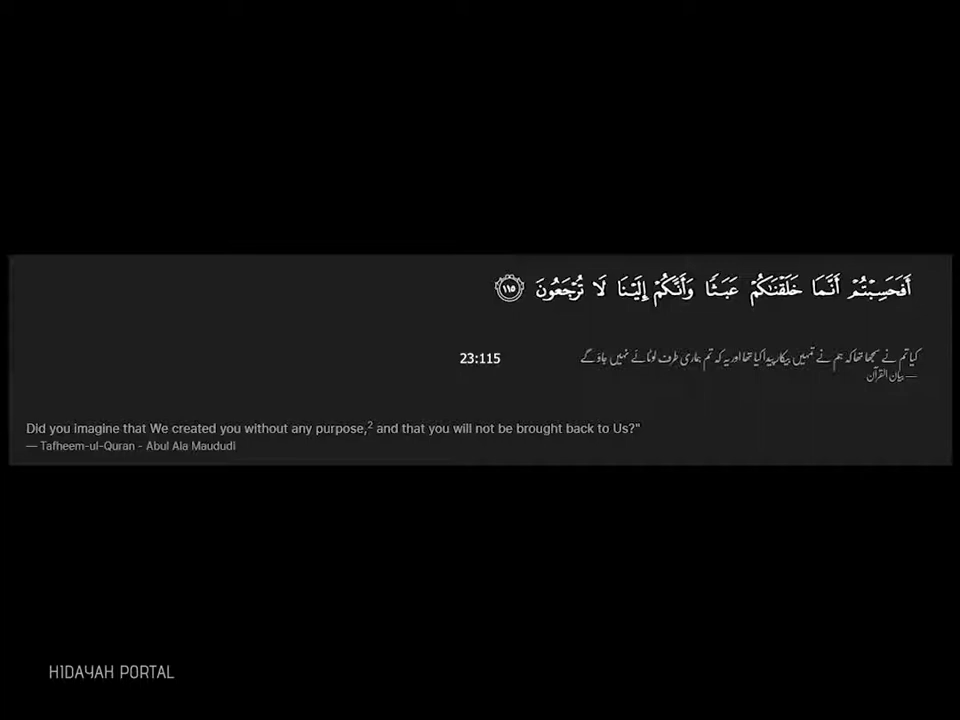 أَفَحَسِبْتُمْ أَنَّمَا خَلَقْنَٰكُمْ عَبَثًا وَأَنَّكُمْ إِلَيْنَا لَا تُرْجَعُونَ ١١٥
23:115
کیا تم نے سمجھا تھا کہ ہم نے تمہیں بیکار پیدا کیا تھا اور یہ کہ تم ہماری طرف لوٹائے نہیں جاؤ گے
— بیان القرآن
Did you imagine that We created you without any purpose,2 and that you will not be brought back to Us?"
— Tafheem-ul-Quran - Abul Ala Maududi
HIDAYAH PORTAL